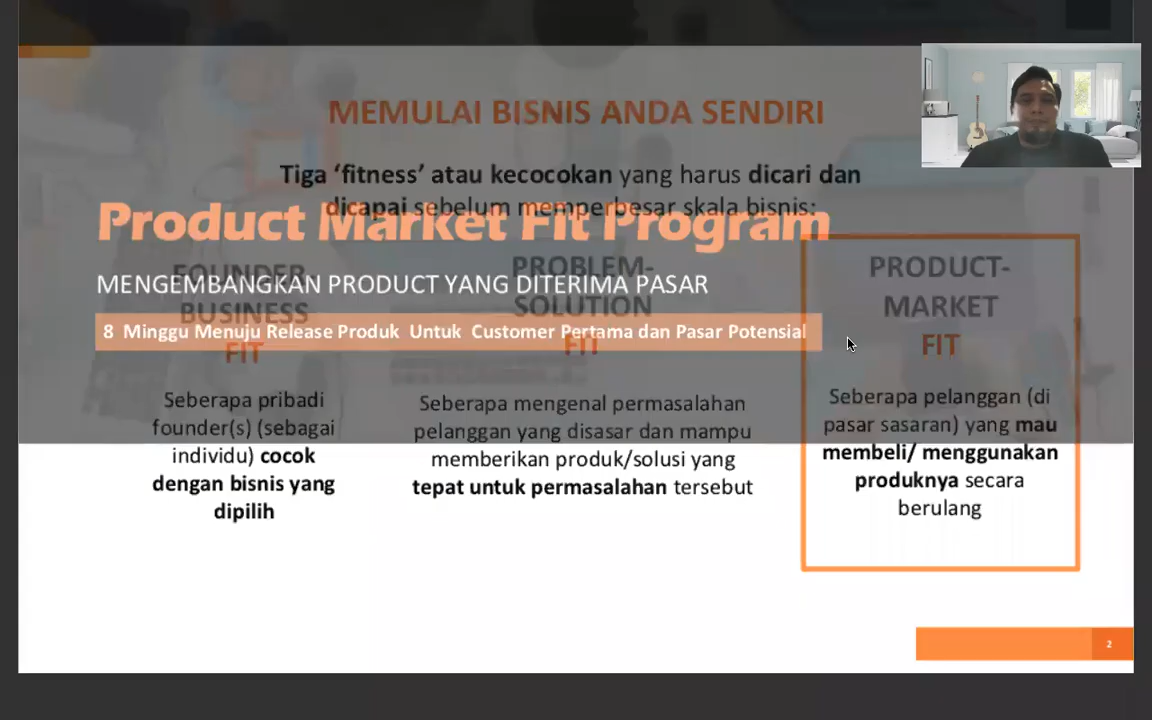 MEMULAI BISNIS ANDA SENDIRI
Tiga ‘fitness’ atau kecocokan yang harus dicari dan
dicapai sebelum memperbesar skala bisnis:
Product Market Fit Program
MENGEMBANGKAN PRODUCT YANG DITERIMA PASAR
8 Minggu Menuju Release Produk Untuk Customer Pertama dan Pasar Potensial
FOUNDER-
BUSINESS
FIT
Seberapa pribadi
founder(s) (sebagai
individu) cocok
dengan bisnis yang
dipilih
PROBLEM-
SOLUTION
FIT
Seberapa mengenal permasalahan
pelanggan yang disasar dan mampu
memberikan produk/solusi yang
tepat untuk permasalahan tersebut
PRODUCT-
MARKET
FIT
Seberapa pelanggan (di
pasar sasaran) yang mau
membeli/ menggunakan
produknya secara
berulang
2